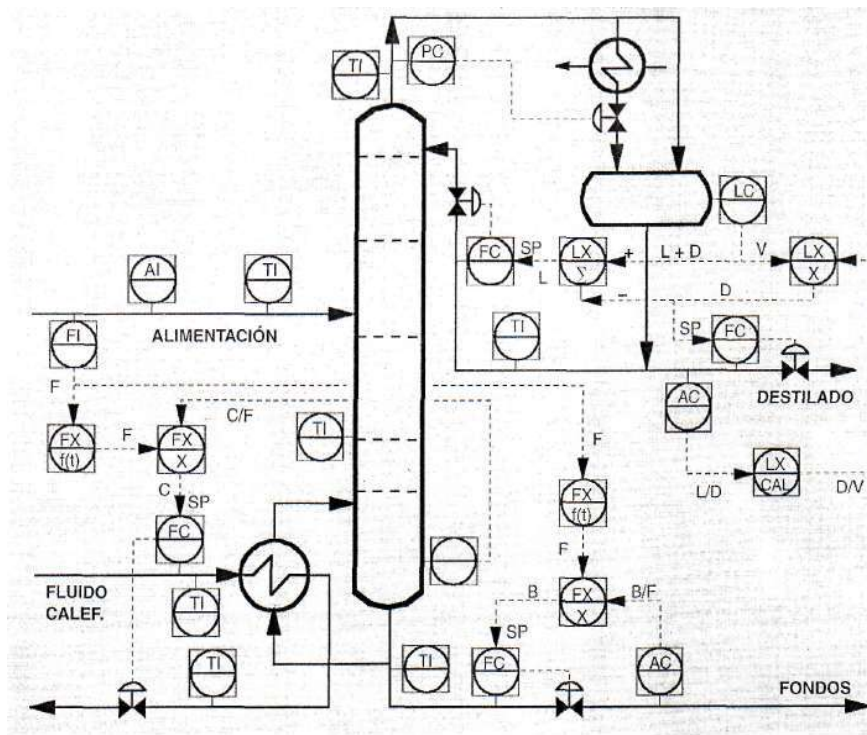 TI
PC
LC
FC
SP
L
LX
Σ
+
L + D
V
LX
X
–
D
AI
TI
ALIMENTACIÓN
FI
F
TI
SP
FC
DESTILADO
C/F
F
AC
FX
f(t)
F
FX
X
TI
C
SP
FC
FX
f(t)
L/D
LX
CAL
D/V
F
FLUIDO
CALEF.
TI
B
FX
X
B/F
SP
TI
TI
FC
AC
FONDOS